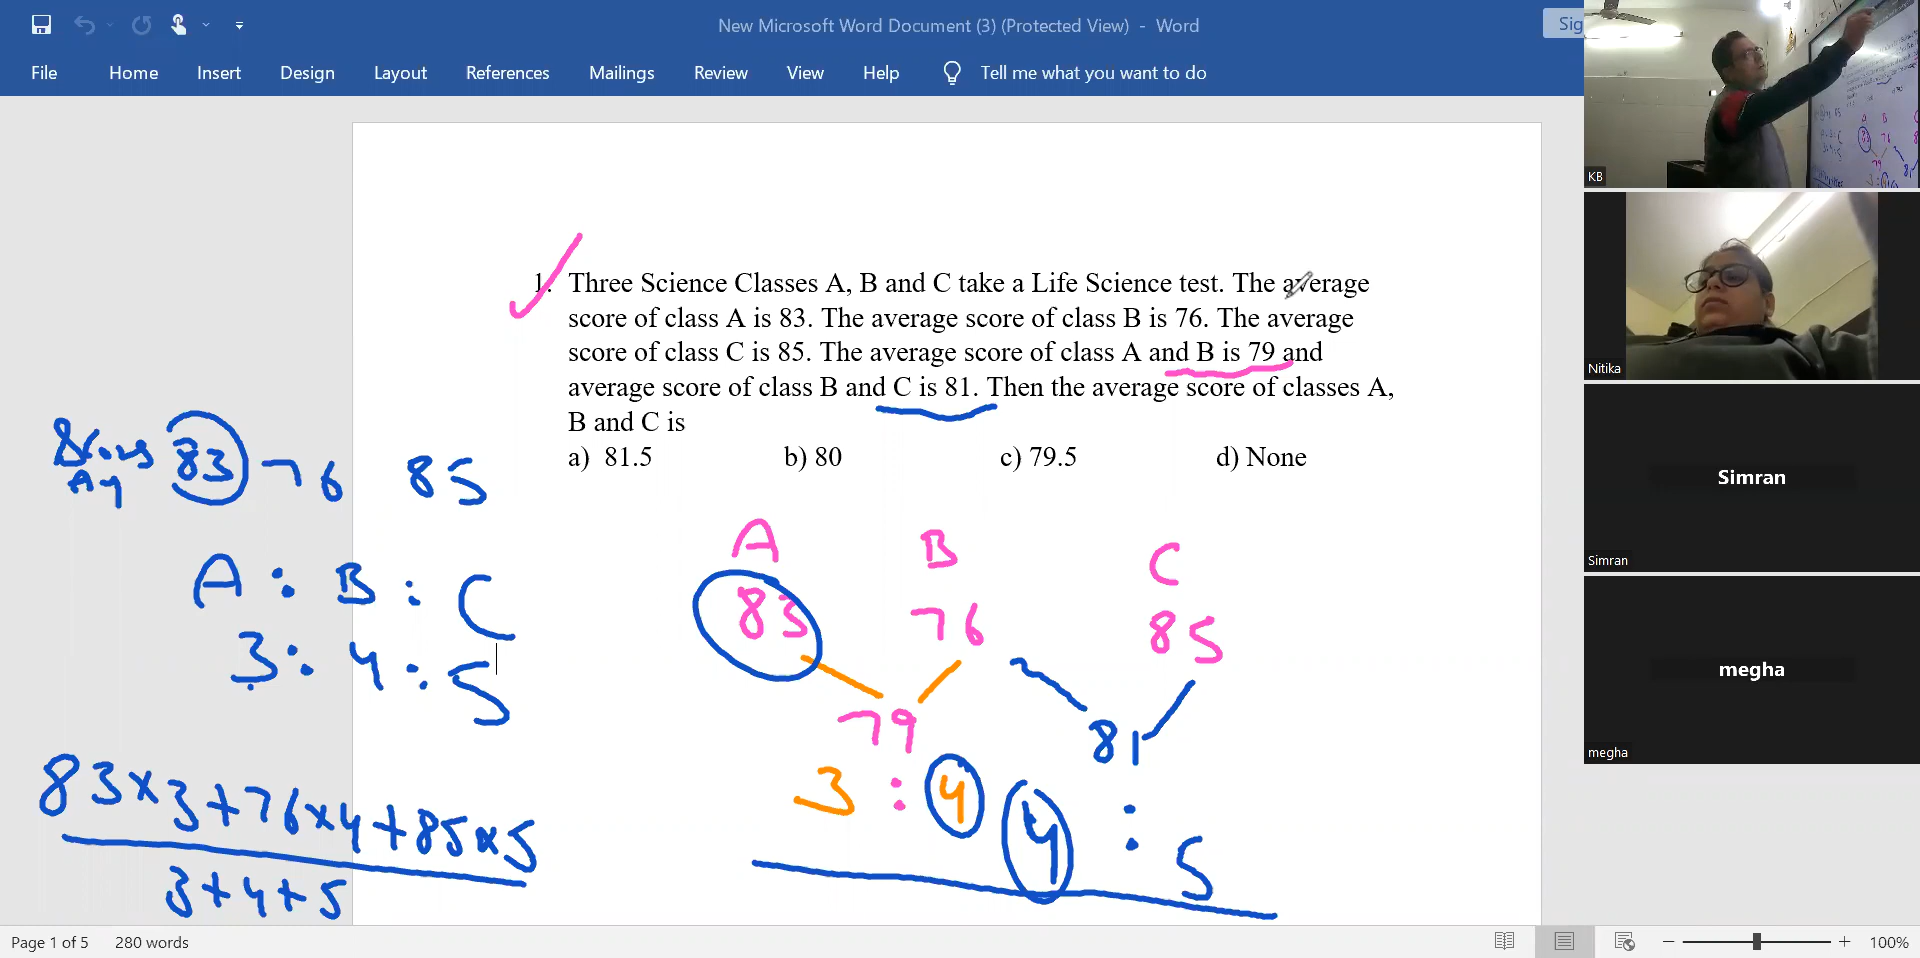 New Microsoft Word Document (3) (Protected View) - Word
Sig
File Home Insert Design Layout References Mailings Review View Help Tell me what you want to do
1. Three Science Classes A, B and C take a Life Science test. The average
score of class A is 83. The average score of class B is 76. The average
score of class C is 85. The average score of class A and B is 79 and
average score of class B and C is 81. Then the average score of classes A,
B and C is
a) 81.5 b) 80 c) 79.5 d) None
83 76 85
A : B : C
3 : 4 : 5
83×3+76×4+85×5
3+4+5
A B C
83 76 85
79 81
3 : 4 4 : 5
KB
Nitika
Simran
Simran
megha
megha
Page 1 of 5 280 words 100%